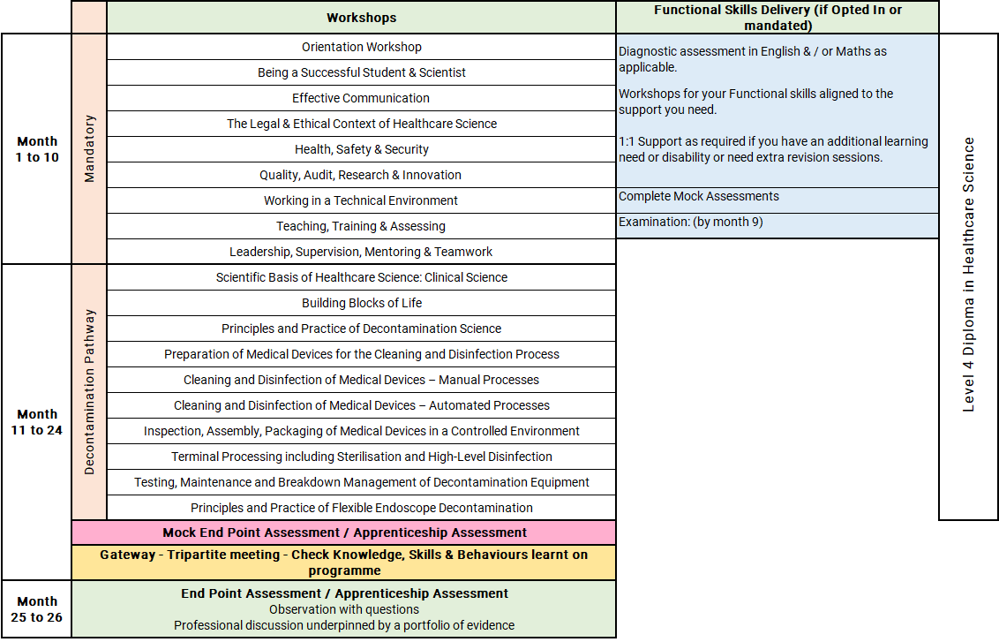 Workshops
Functional Skills Delivery (if Opted In or
mandated)
Month
1 to 10
Mandatory
Orientation Workshop
Being a Successful Student & Scientist
Effective Communication
The Legal & Ethical Context of Healthcare Science
Health, Safety & Security
Quality, Audit, Research & Innovation
Working in a Technical Environment
Teaching, Training & Assessing
Leadership, Supervision, Mentoring & Teamwork
Diagnostic assessment in English & / or Maths as
applicable.
Workshops for your Functional skills aligned to the
support you need.
1:1 Support as required if you have an additional learning
need or disability or need extra revision sessions.
Complete Mock Assessments
Examination: (by month 9)
Level 4 Diploma in Healthcare Science
Month
11 to 24
Decontamination Pathway
Scientific Basis of Healthcare Science: Clinical Science
Building Blocks of Life
Principles and Practice of Decontamination Science
Preparation of Medical Devices for the Cleaning and Disinfection Process
Cleaning and Disinfection of Medical Devices – Manual Processes
Cleaning and Disinfection of Medical Devices – Automated Processes
Inspection, Assembly, Packaging of Medical Devices in a Controlled Environment
Terminal Processing including Sterilisation and High-Level Disinfection
Testing, Maintenance and Breakdown Management of Decontamination Equipment
Principles and Practice of Flexible Endoscope Decontamination
Mock End Point Assessment / Apprenticeship Assessment
Gateway - Tripartite meeting - Check Knowledge, Skills & Behaviours learnt on
programme
Month
25 to 26
End Point Assessment / Apprenticeship Assessment
Observation with questions
Professional discussion underpinned by a portfolio of evidence